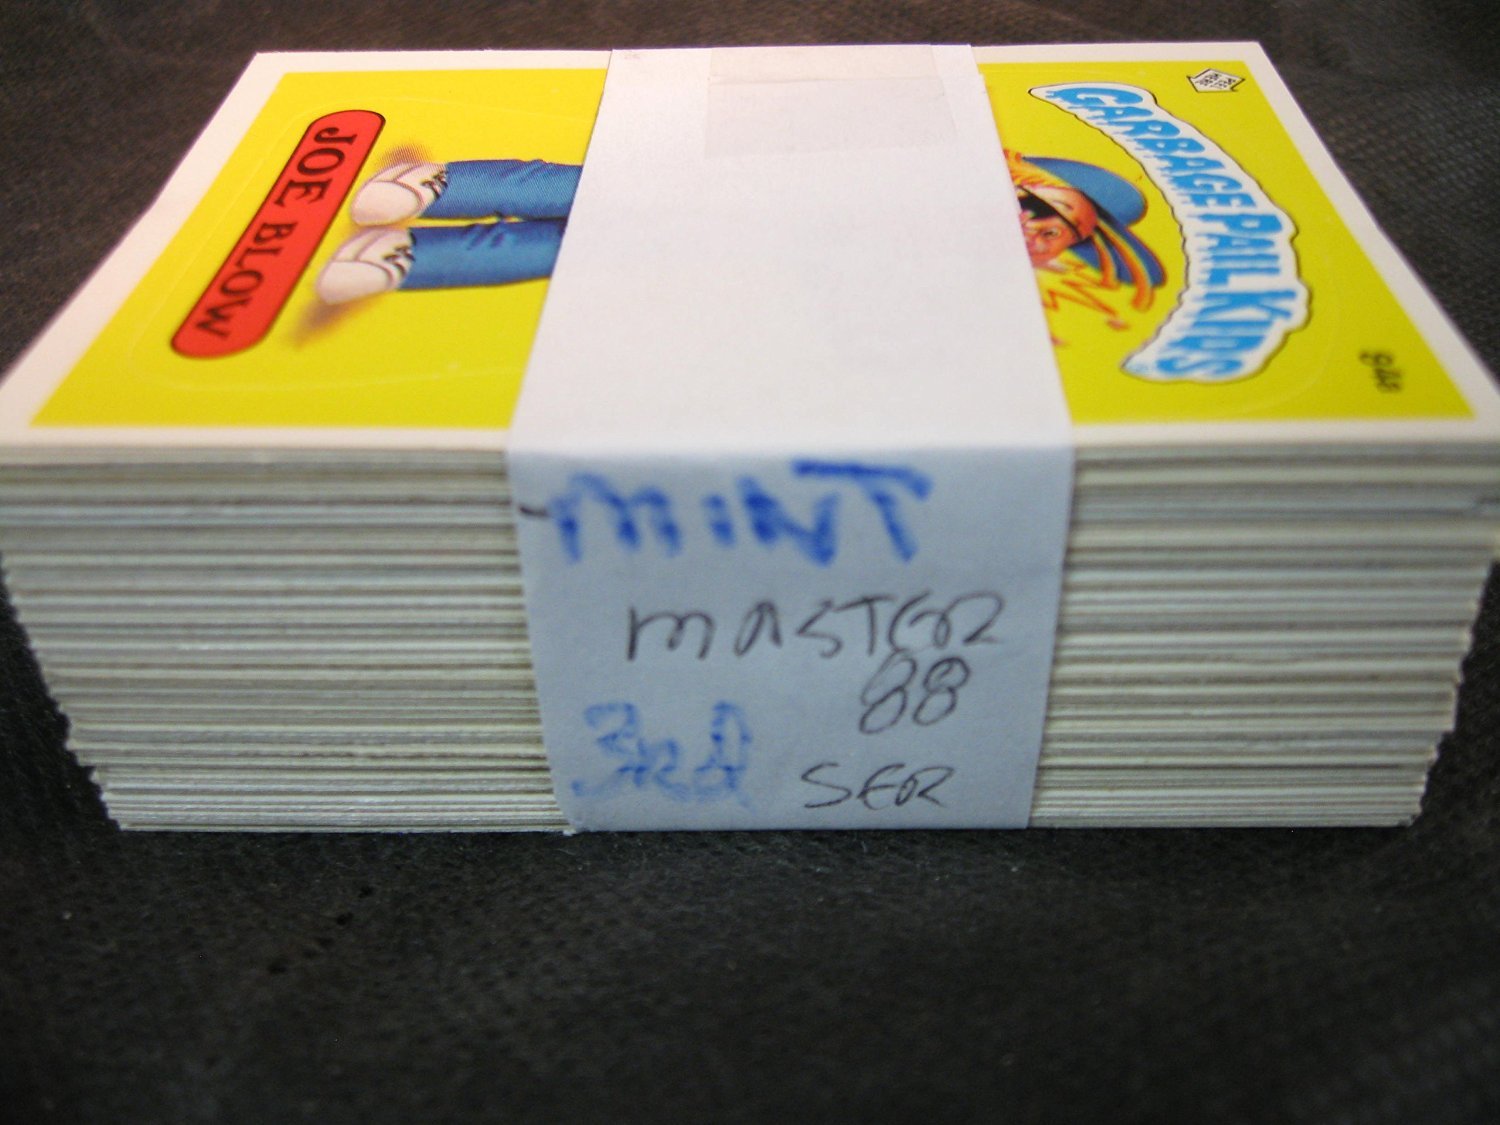 GARBAGE PAIL KIDS
JOE BLOW
MINT
MASTER
88
3rd
SER